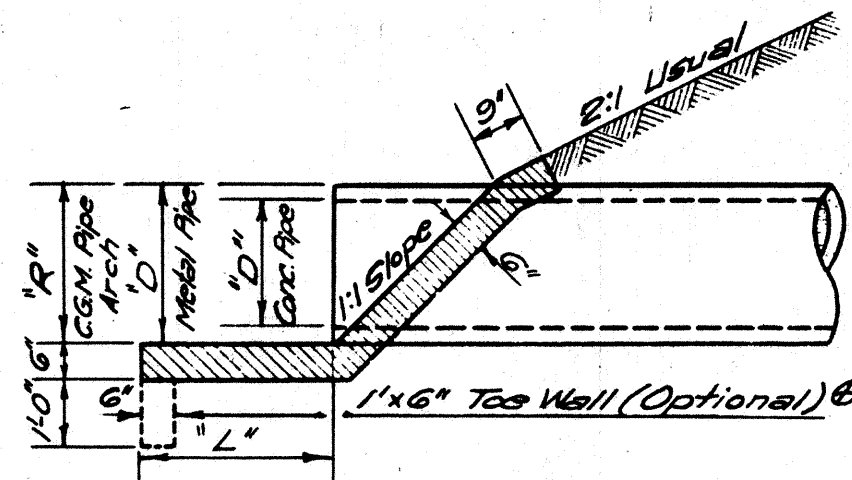 9"
2:1 Usual
"R"
C.G.M. Pipe
Arch
"D"
Metal Pipe
"D"
Conc. Pipe
1:1 Slope
6"
6"
1'-0"
6"
"L"
1'x6" Toe Wall (Optional) ⊕